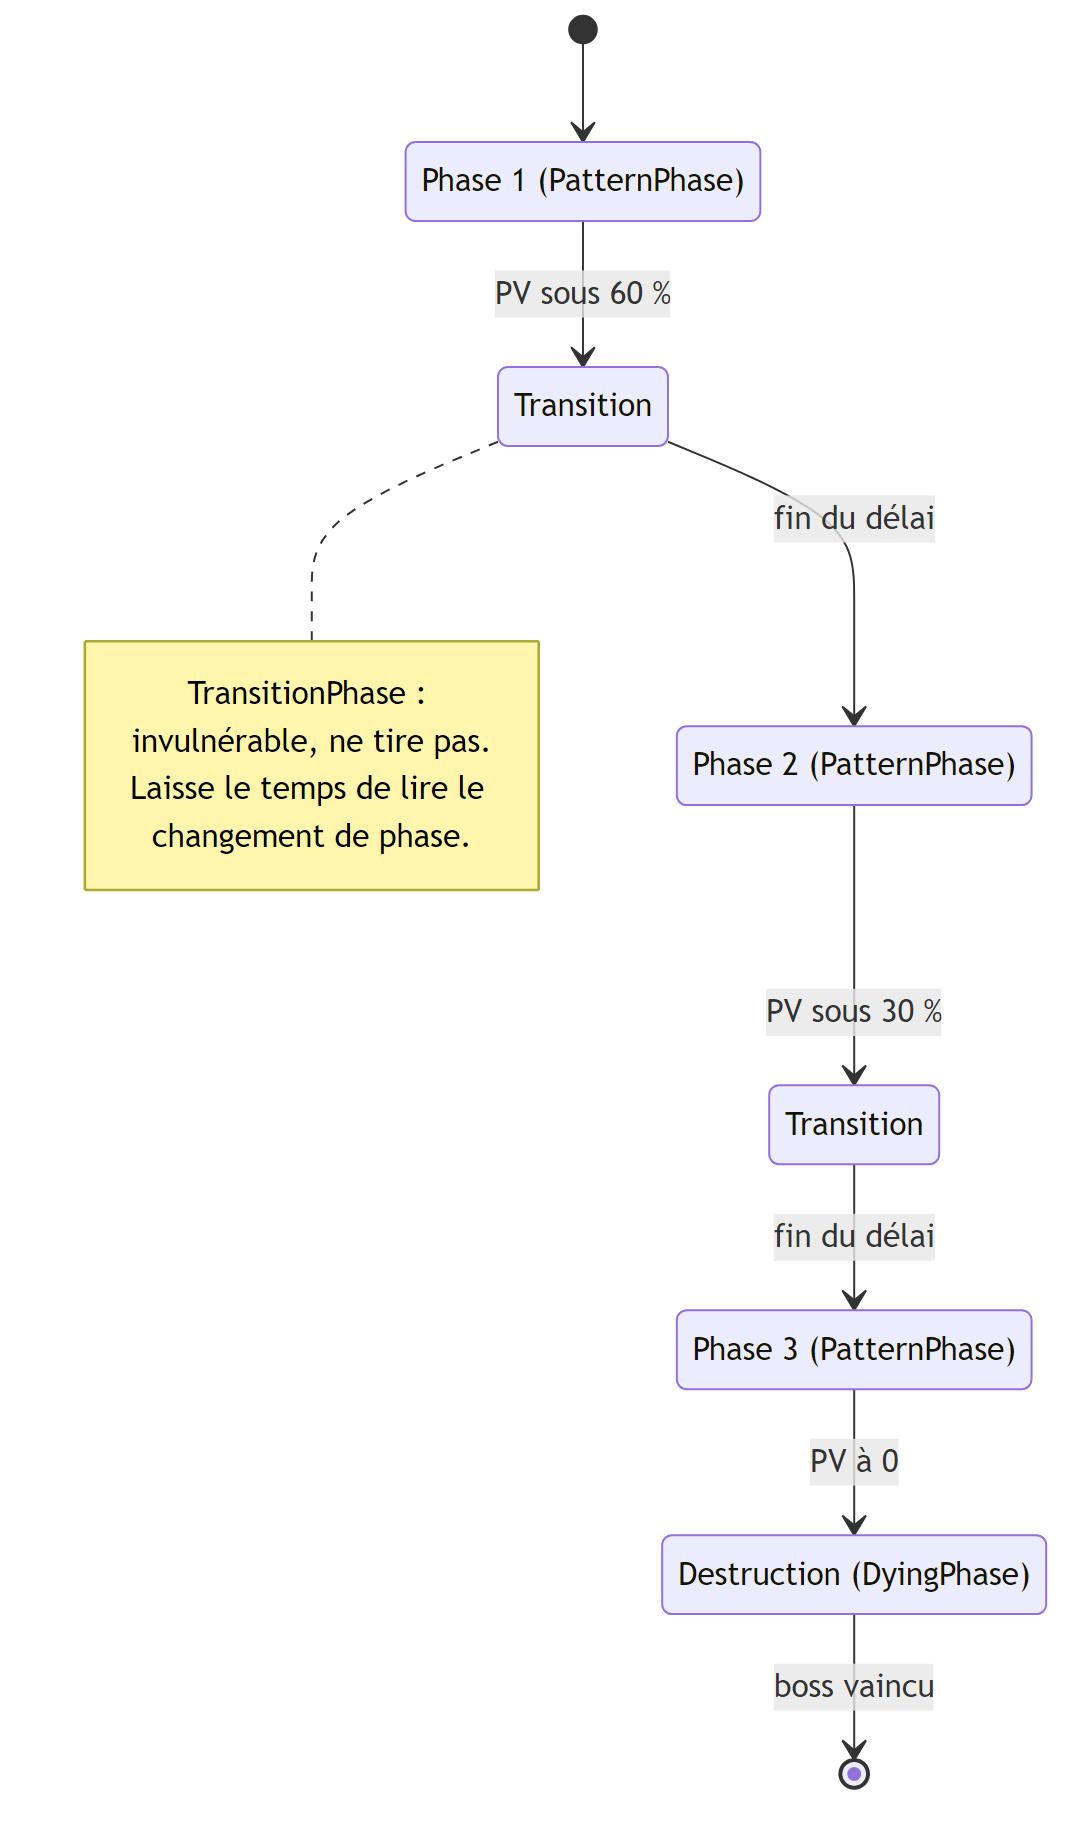 Phase 1 (PatternPhase)
PV sous 60 %
Transition
fin du délai
TransitionPhase :
invulnérable, ne tire pas.
Laisse le temps de lire le
changement de phase.
Phase 2 (PatternPhase)
PV sous 30 %
Transition
fin du délai
Phase 3 (PatternPhase)
PV à 0
Destruction (DyingPhase)
boss vaincu